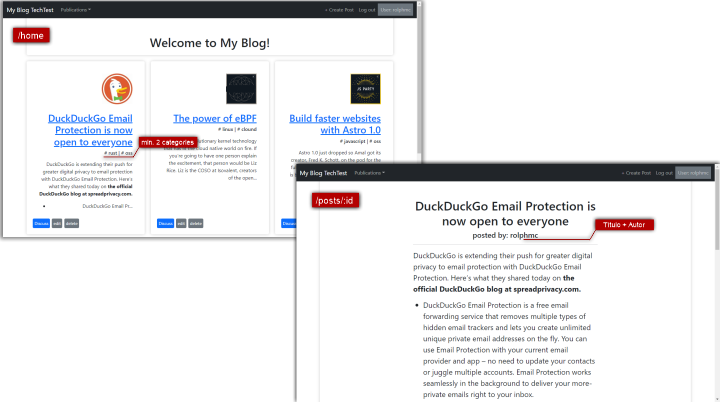 My Blog TechTest
Publications
+ Create Post
Log out
User: rolphmc
/home
Welcome to My Blog!
DuckDuckGo Email
Protection is now
open to everyone
# rust | # oss
DuckDuckGo is extending their push for
greater digital privacy to email protection
with DuckDuckGo Email Protection. Here's
what they shared today on the official
DuckDuckGo blog at spreadprivacy.com.
• DuckDuckGo Email Pr...
Discuss
edit
delete
min. 2 categories
The power of eBPF
# linux | # clound
tionary kernel technology
cloud native world on fire. If
you're going to have one person explain
the excitement, that person would be Liz
Rice. Liz is the COSO at Isovalent, creators
of the open...
Discuss
edit
delete
JS PARTY
Build faster websites
with Astro 1.0
# javascript | # oss
Astro 1.0 just dropped so Amal got its
creator, Fred K. Schott, on the pod for the
Discuss
edit
My Blog TechTest
Publications
+ Create Post
Log out
User: rolphmc
/posts/:id
DuckDuckGo Email Protection is
now open to everyone
posted by: rolphmc
Titulo + Autor
DuckDuckGo is extending their push for greater digital
privacy to email protection with DuckDuckGo Email
Protection. Here's what they shared today on the
official DuckDuckGo blog at spreadprivacy.com.
• DuckDuckGo Email Protection is a free email
forwarding service that removes multiple types of
hidden email trackers and lets you create unlimited
unique private email addresses on the fly. You can
use Email Protection with your current email
provider and app – no need to update your contacts
or juggle multiple accounts. Email Protection works
seamlessly in the background to deliver your more-
private emails right to your inbox.